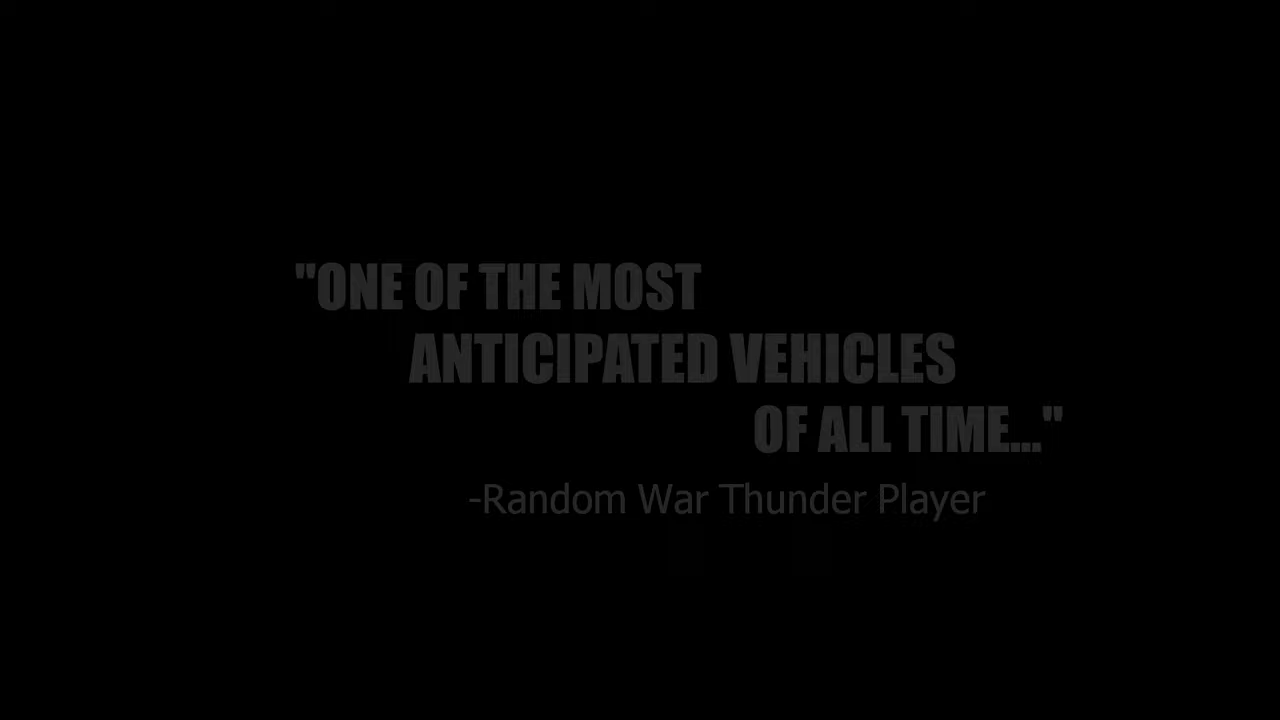 "ONE OF THE MOST
ANTICIPATED VEHICLES
OF ALL TIME..."
-Random War Thunder Player